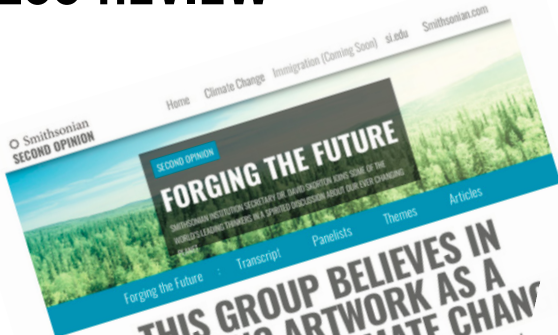 REVIEW
Home Climate Change Immigration (Coming Soon) si.edu Smithsonian.com
Smithsonian
SECOND OPINION
SECOND OPINION
FORGING THE FUTURE
SMITHSONIAN INSTITUTION SECRETARY DR. DAVID SKORTON JOINS SOME OF THE
WORLD'S LEADING THINKERS IN A SPIRITED DISCUSSION ABOUT OUR EVER CHANGING
PLANET
Forging the Future : Transcript Panelists Themes Articles
THIS GROUP BELIEVES IN
ARTWORK AS A